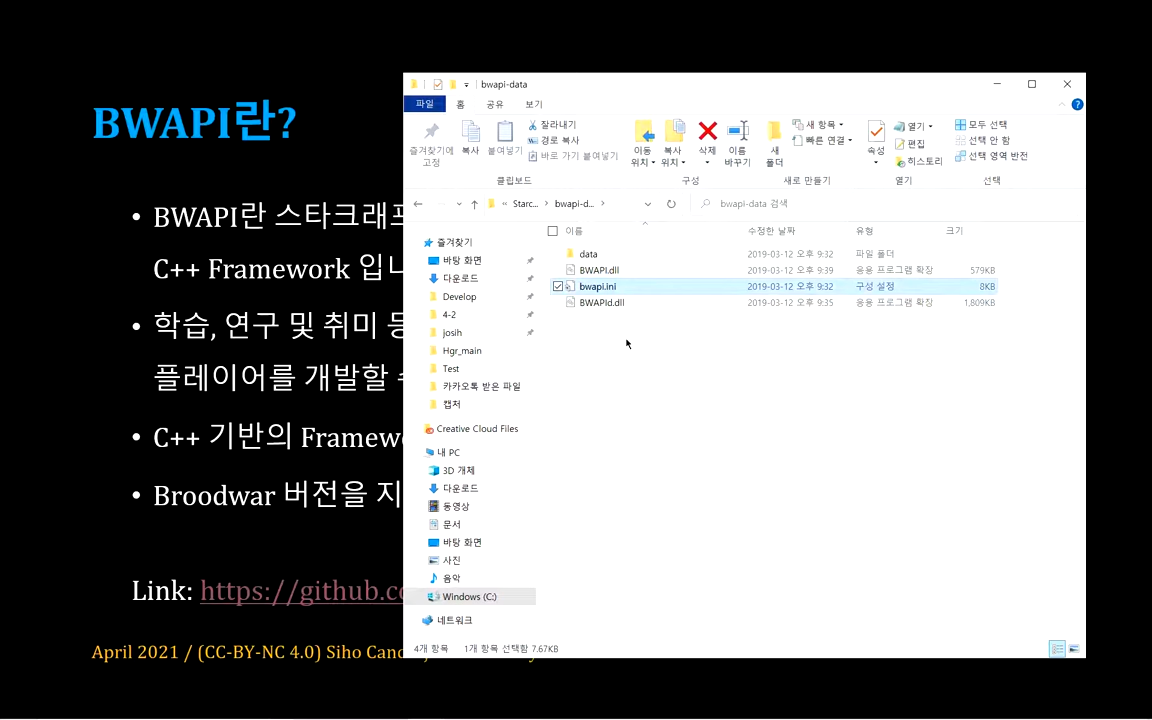 BWAPI란?
• BWAPI란 스타크래프
C++ Framework 입니
• 학습, 연구 및 취미 등
플레이어를 개발할 수
• C++ 기반의 Framewo
• Broodwar 버전을 지
Link: https://github.co
April 2021 / (CC-BY-NC 4.0) Siho
bwapi-data
파일 홈 공유 보기
즐겨찾기에 고정
복사
붙여넣기
잘라내기
경로 복사
바로 가기 붙여넣기
클립보드
이동 위치
복사 위치
삭제
이름 바꾸기
구성
새 폴더
새 항목
빠른 연결
새로 만들기
속성
열기
편집
히스토리
열기
모두 선택
선택 안 함
선택 영역 반전
선택
« Starc... > bwapi-d... >
bwapi-data 검색
이름 수정한 날짜 유형 크기
data 2019-03-12 오후 9:32 파일 폴더
BWAPI.dll 2019-03-12 오후 9:39 응용 프로그램 확장 579KB
bwapi.ini 2019-03-12 오후 9:32 구성 설정 8KB
BWAPId.dll 2019-03-12 오후 9:35 응용 프로그램 확장 1,809KB
즐겨찾기
바탕 화면
다운로드
Develop
4-2
josih
Hgr_main
Test
카카오톡 받은 파일
캡처
Creative Cloud Files
내 PC
3D 개체
다운로드
동영상
문서
바탕 화면
사진
음악
Windows (C:)
네트워크
4개 항목 1개 항목 선택함 7.67KB